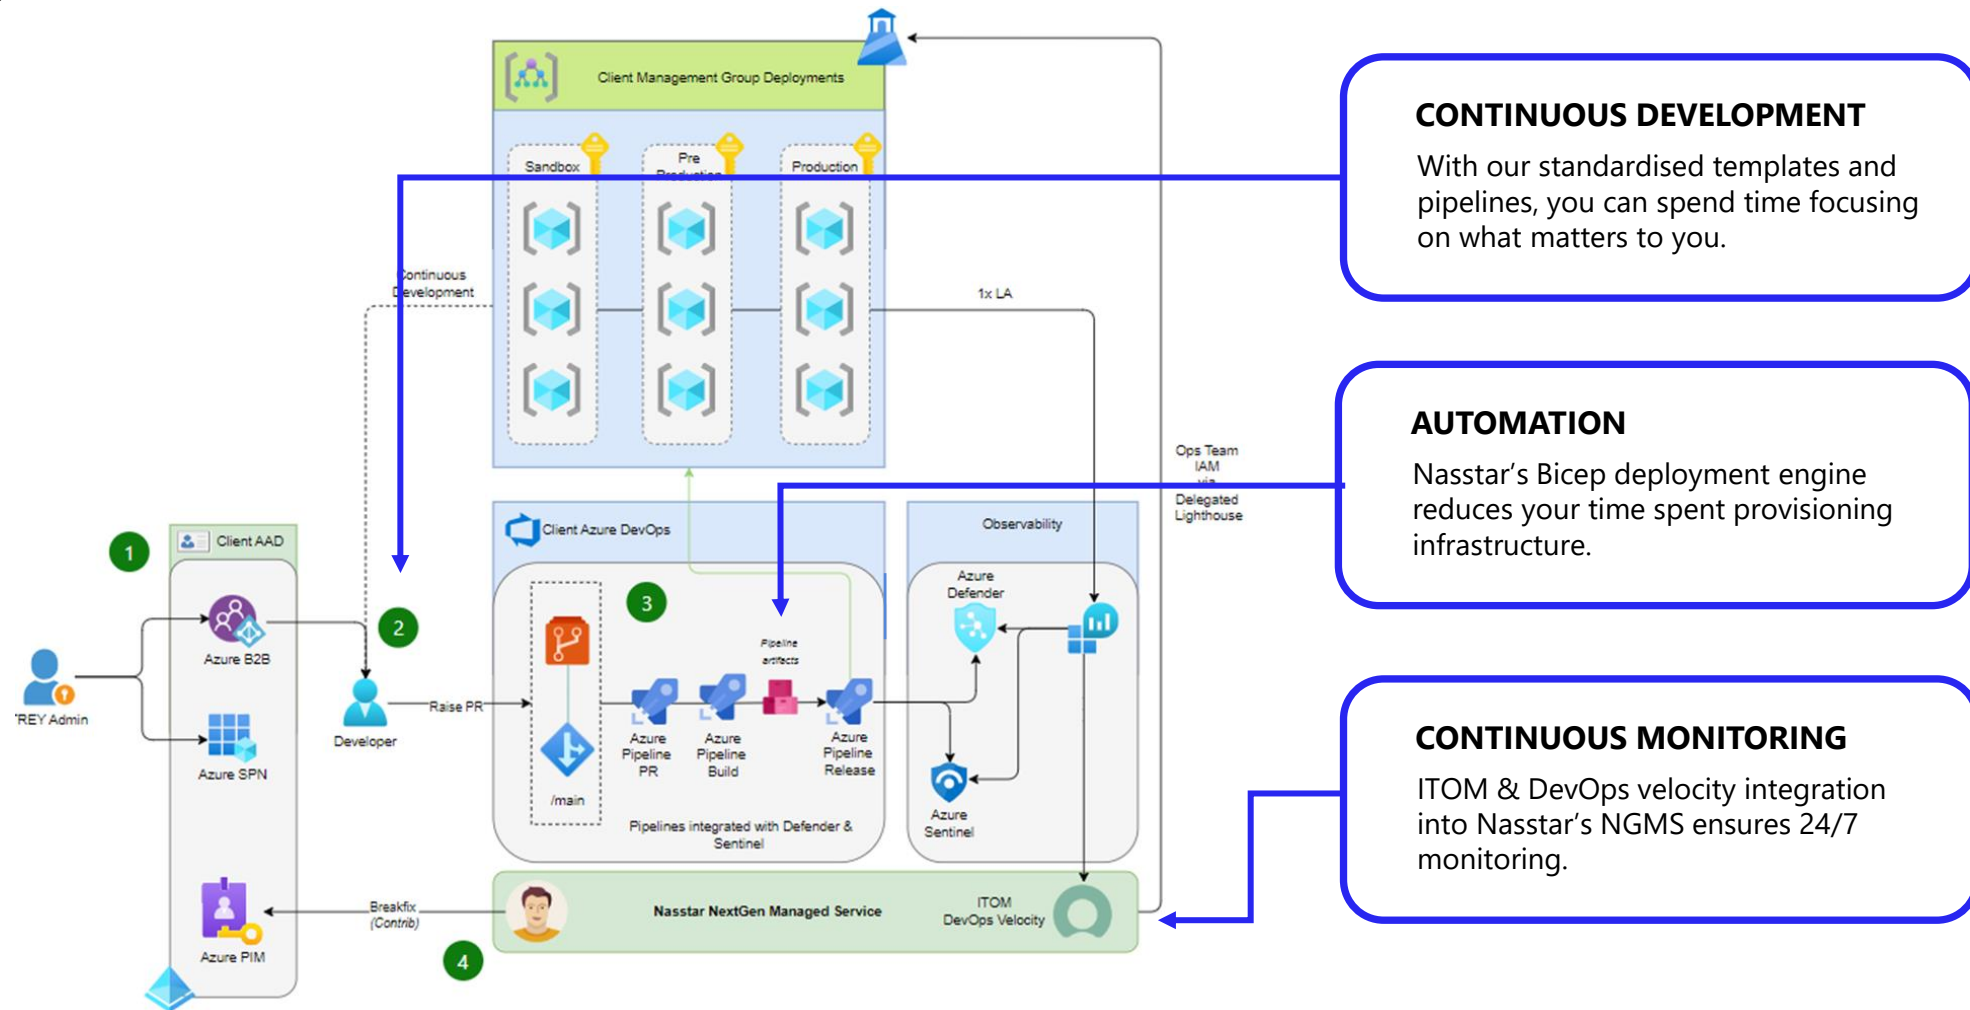 Client Management Group Deployments
Sandbox
Pre
Production
Production
Continuous
Development
1x LA
Ops Team
IAM
via
Delegated
Lighthouse
CONTINUOUS DEVELOPMENT
With our standardised templates and
pipelines, you can spend time focusing
on what matters to you.
AUTOMATION
Nasstar’s Bicep deployment engine
reduces your time spent provisioning
infrastructure.
CONTINUOUS MONITORING
ITOM & DevOps velocity integration
into Nasstar’s NGMS ensures 24/7
monitoring.
1
Client AAD
Azure B2B
Azure SPN
Azure PIM
'REY Admin
2
Developer
Raise PR
Client Azure DevOps
3
/main
Azure
Pipeline
PR
Azure
Pipeline
Build
Pipeline
artifacts
Azure
Pipeline
Release
Pipelines integrated with Defender &
Sentinel
Observability
Azure
Defender
Azure
Sentinel
Breakfix
(Contrib)
4
Nasstar NextGen Managed Service
ITOM
DevOps Velocity